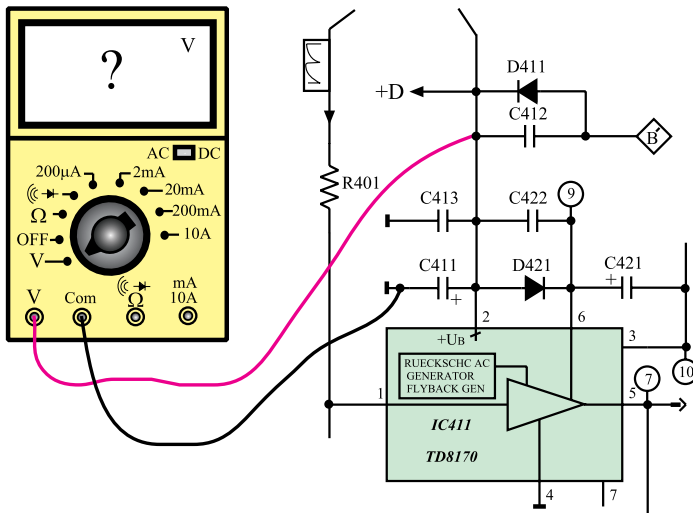 V
?
AC DC
200µA
2mA
20mA
200mA
10A
Ω
OFF
V
V
Com
Ω
mA
10A
+D
D411
C412
B'
R401
C413
C422
9
C411
+
D421
C421
+
2
6
3
+UB
10
RUECKSCHC AC
GENERATOR
FLYBACK GEN
7
1
5
IC411
TD8170
4
7